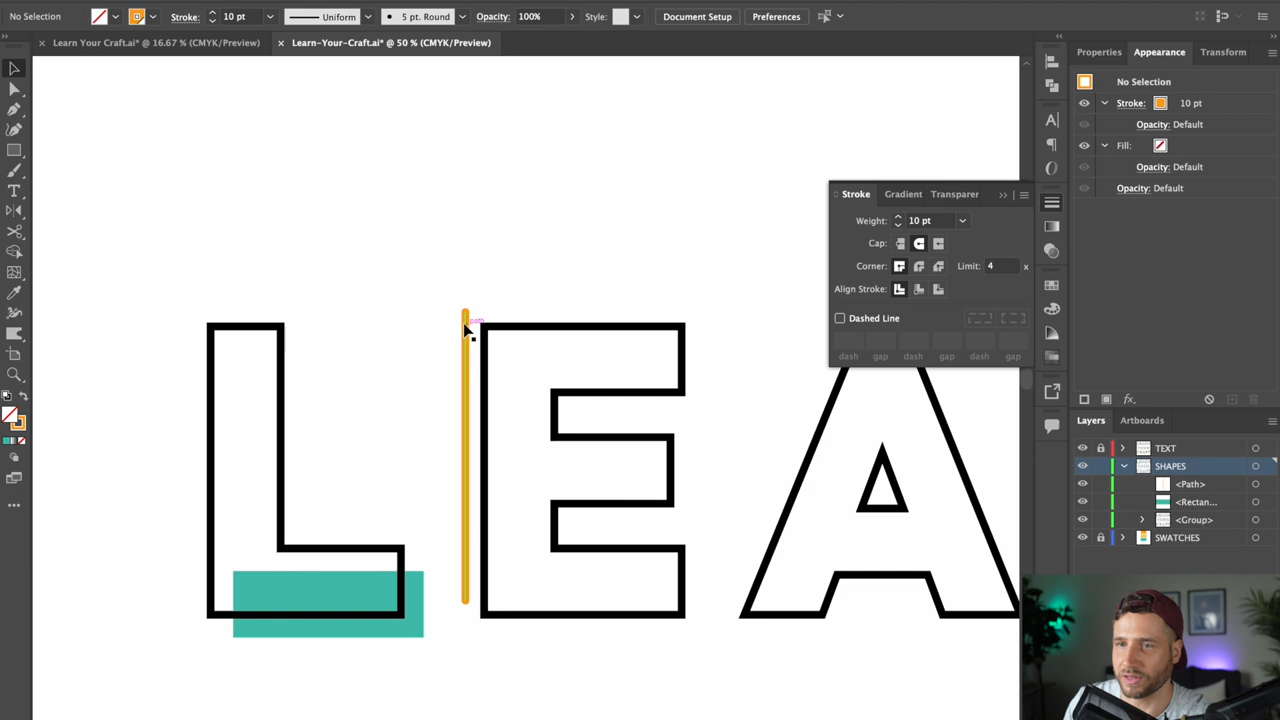 No Selection Stroke: 10 pt Uniform 5 pt. Round Opacity: 100% Style: Document Setup Preferences
Learn Your Craft.ai* @ 16.67 % (CMYK/Preview) Learn-Your-Craft.ai* @ 50 % (CMYK/Preview)
Properties Appearance Transform
No Selection
Stroke: 10 pt
Opacity: Default
Fill:
Opacity: Default
Opacity: Default
Stroke Gradient Transparer
Weight: 10 pt
Cap:
Corner: Limit: 4 x
Align Stroke:
Dashed Line
dash gap dash gap dash gap
path
LEA
Layers Artboards
TEXT
SHAPES
<Path>
<Rectan...
<Group>
SWATCHES